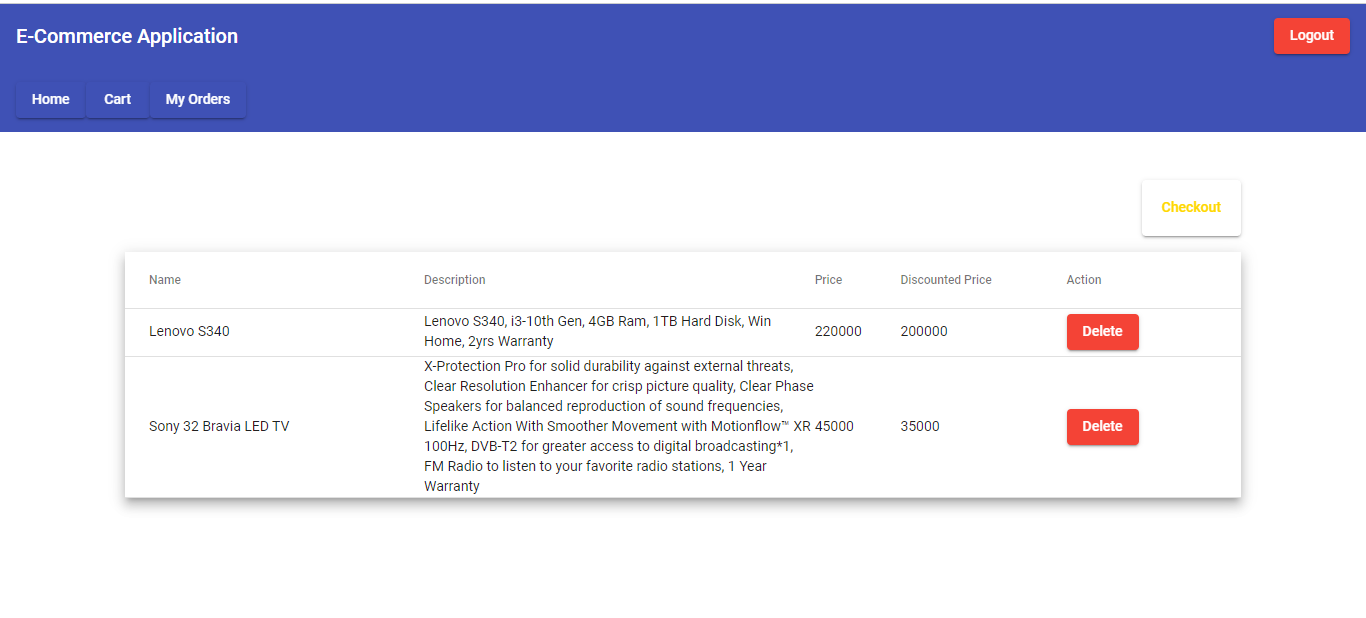 E-Commerce Application
Logout
Home Cart My Orders
Checkout
Name Description Price Discounted Price Action
Lenovo S340, i3-10th Gen, 4GB Ram, 1TB Hard Disk, Win
Lenovo S340 220000 200000 Delete
Home, 2yrs Warranty
X-Protection Pro for solid durability against external threats,
Clear Resolution Enhancer for crisp picture quality, Clear Phase
Speakers for balanced reproduction of sound frequencies,
Sony 32 Bravia LED TV Lifelike Action With Smoother Movement with Motionflow™ XR 45000 35000 Delete
100Hz, DVB-T2 for greater access to digital broadcasting*1,
FM Radio to listen to your favorite radio stations, 1 Year
Warranty